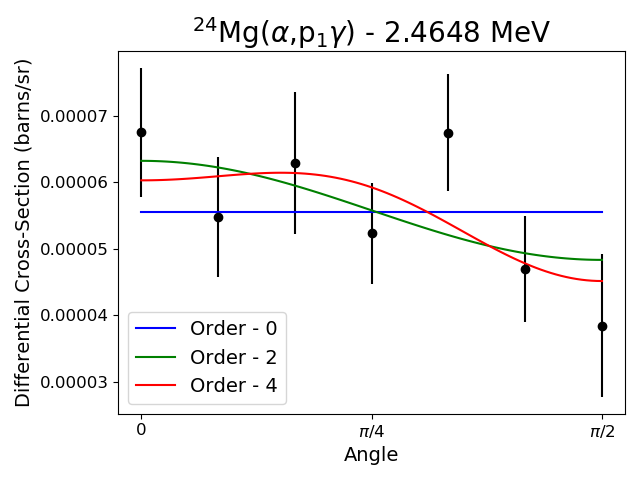 ²⁴Mg(α,p₁γ) - 2.4648 MeV
Differential Cross-Section (barns/sr)
0.00007
0.00006
0.00005
0.00004
0.00003
Order - 0
Order - 2
Order - 4
0
π/4
π/2
Angle